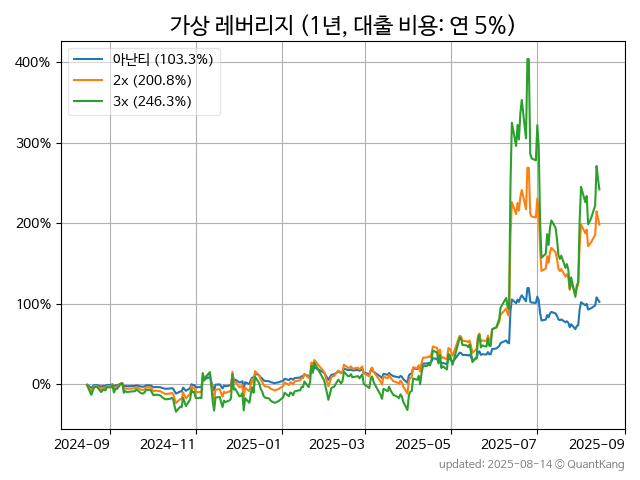 가상 레버리지 (1년, 대출 비용: 연 5%)
아난티 (103.3%)
2x (200.8%)
3x (246.3%)
400%
300%
200%
100%
0%
2024-09 2024-11 2025-01 2025-03 2025-05 2025-07 2025-09
updated: 2025-08-14 © QuantKang